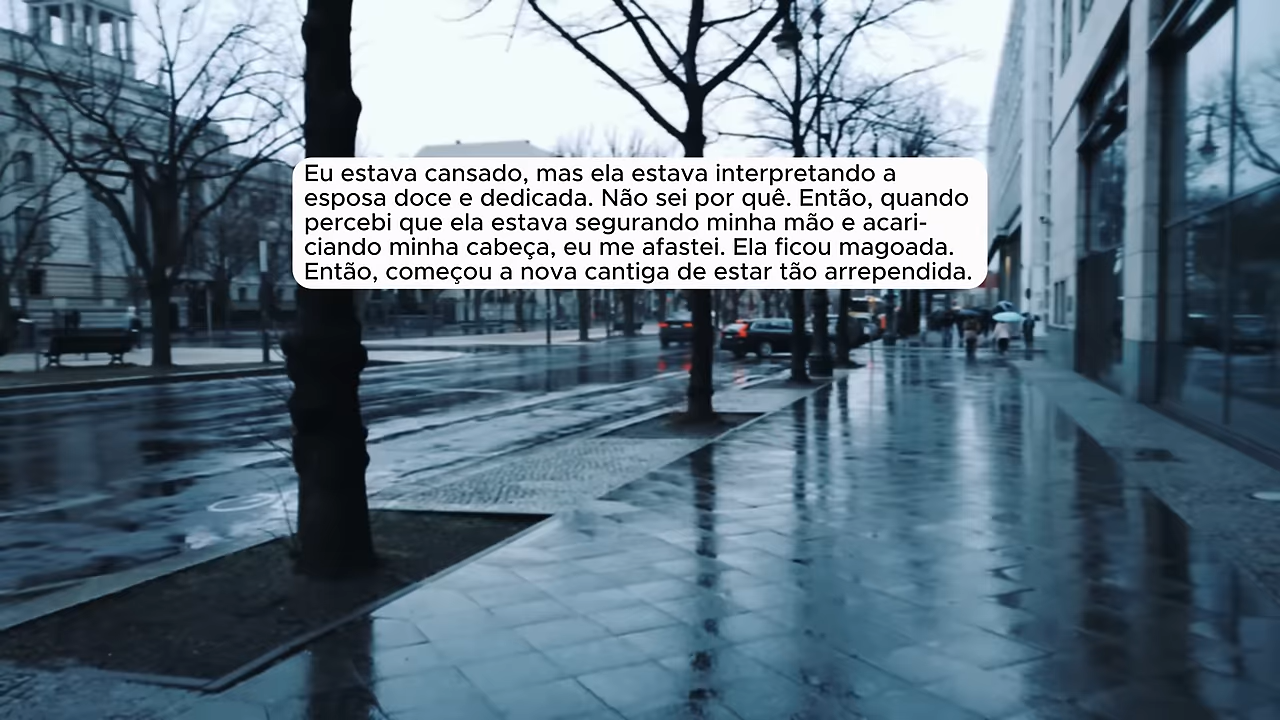 Eu estava cansado, mas ela estava interpretando a
esposa doce e dedicada. Não sei por quê. Então, quando
percebi que ela estava segurando minha mão e acari-
ciando minha cabeça, eu me afastei. Ela ficou magoada.
Então, começou a nova cantiga de estar tão arrependida.